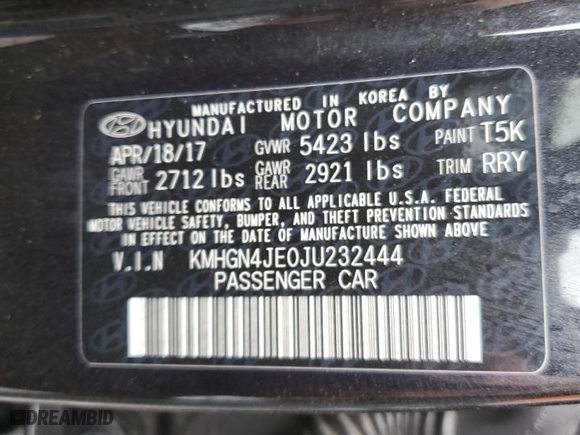 MANUFACTURED IN KOREA BY
HYUNDAI MOTOR COMPANY
APR/18/17 GVWR 5423 lbs PAINT T5K
GAWR FRONT 2712 lbs GAWR REAR 2921 lbs TRIM RRY
THIS VEHICLE CONFORMS TO ALL APPLICABLE U.S.A. FEDERAL
MOTOR VEHICLE SAFETY, BUMPER, AND THEFT PREVENTION STANDARDS
IN EFFECT ON THE DATE OF MANUFACTURE SHOWN ABOVE
V.I.N KMHGN4JE0JU232444
PASSENGER CAR
DREAMBID